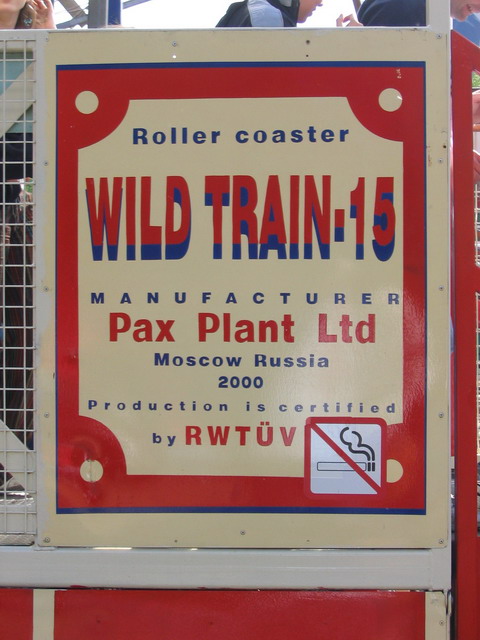 Roller coaster
WILD TRAIN-15
MANUFACTURER
Pax Plant Ltd
Moscow Russia
2000
Production is certified
by RWTÜV